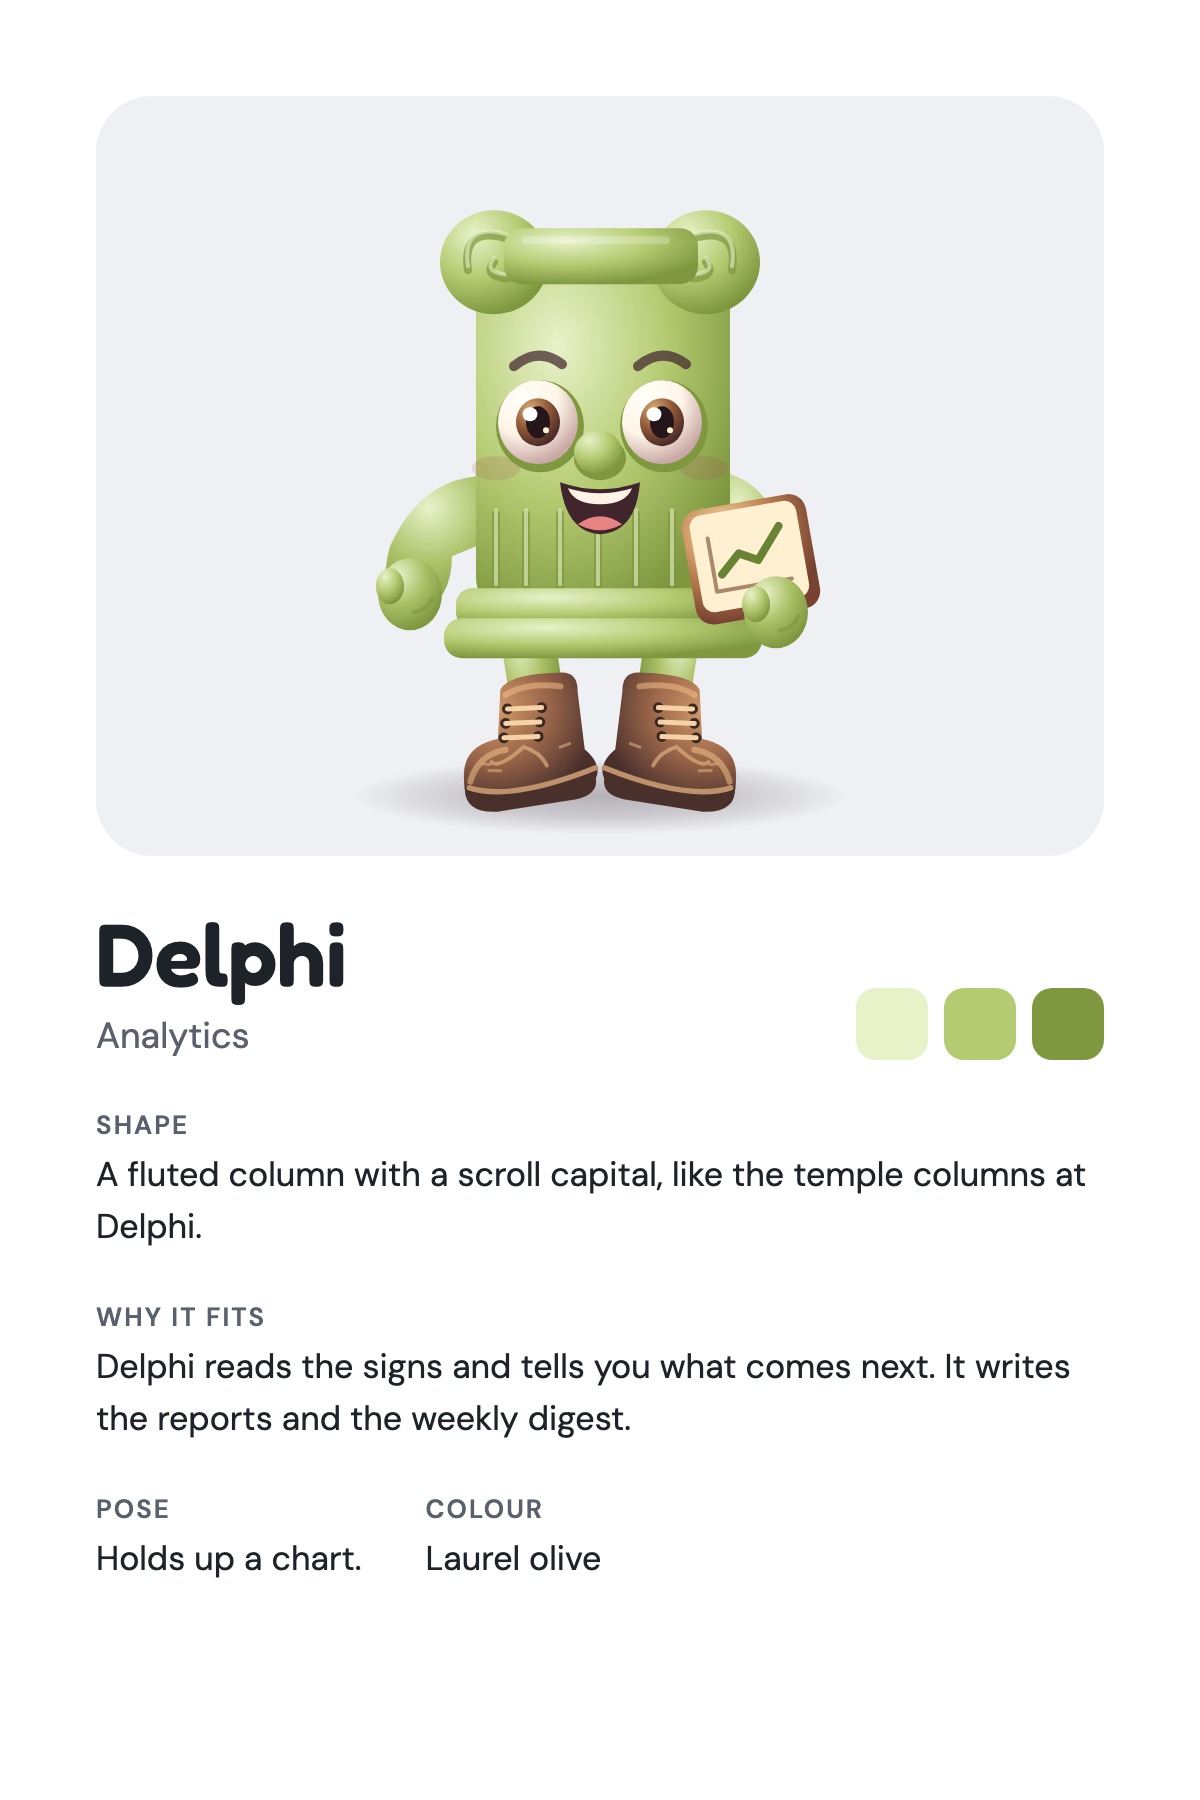 Delphi
Analytics
SHAPE
A fluted column with a scroll capital, like the temple columns at
Delphi.
WHY IT FITS
Delphi reads the signs and tells you what comes next. It writes
the reports and the weekly digest.
POSE
Holds up a chart.
COLOUR
Laurel olive